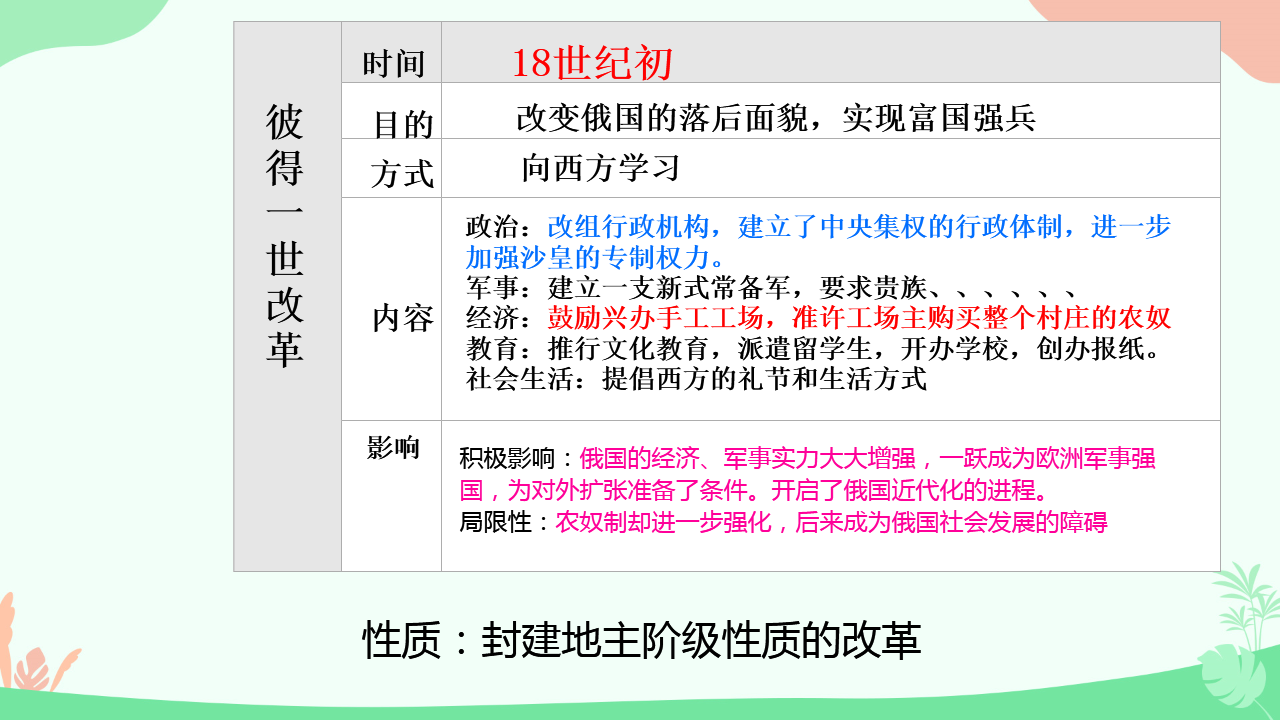 彼得一世改革
时间
18世纪初
目的
改变俄国的落后面貌，实现富国强兵
方式
向西方学习
内容
政治：改组行政机构，建立了中央集权的行政体制，进一步
加强沙皇的专制权力。
军事：建立一支新式常备军，要求贵族、、、、、、
经济：鼓励兴办手工工场，准许工场主购买整个村庄的农奴
教育：推行文化教育，派遣留学生，开办学校，创办报纸。
社会生活：提倡西方的礼节和生活方式
影响
积极影响：俄国的经济、军事实力大大增强，一跃成为欧洲军事强
国，为对外扩张准备了条件。开启了俄国近代化的进程。
局限性：农奴制却进一步强化，后来成为俄国社会发展的障碍
性质：封建地主阶级性质的改革